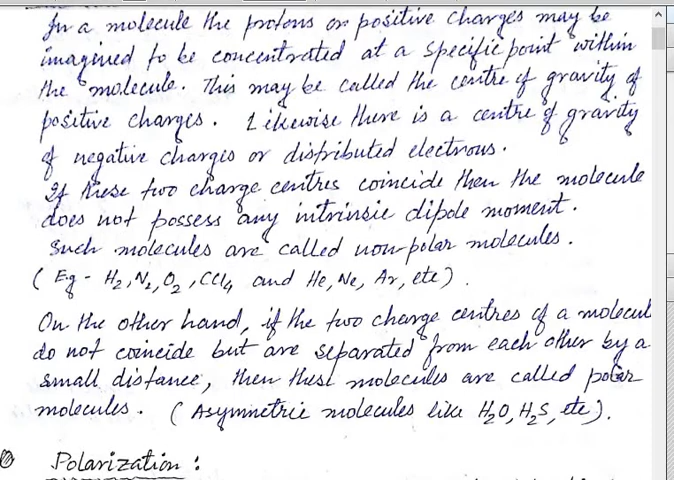 In a molecule the protons or positive charges may be
imagined to be concentrated at a specific point within
the molecule. This may be called the centre of gravity of
positive charges. Likewise there is a centre of gravity
of negative charges or distributed electrons.
If these two charge centres coincide then the molecule
does not possess any intrinsic dipole moment.
Such molecules are called non-polar molecules.
( Eg - H₂, N₂, O₂, CCl₄ and He, Ne, Ar, etc).
On the other hand, if the two charge centres of a molecul
do not coincide but are separated from each other by a
small distance, then these molecules are called polar
molecules. ( Asymmetric molecules like H₂O, H₂S, etc).
Polarization :